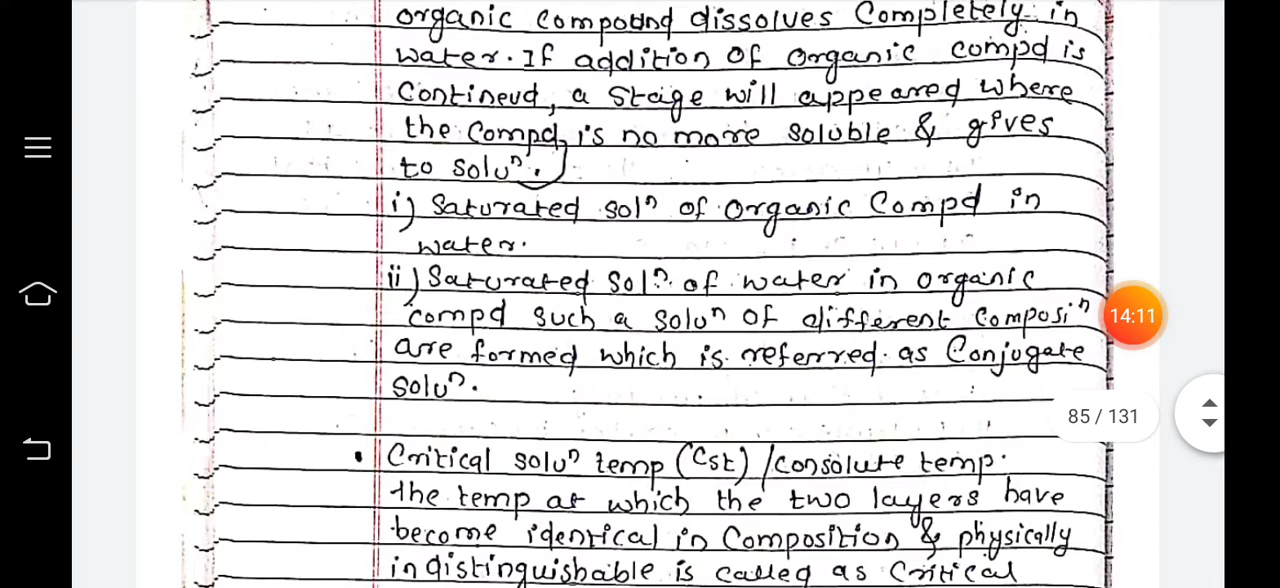 organic compound dissolves completely in
water. If addition of organic compd is
contineud, a stage will appeared where
the compd, is no more soluble & gives
to soluⁿ.
i) Saturated solⁿ of organic compd in
water.
ii) Saturated solⁿ of water in organic
compd such a soluⁿ of different composiⁿ
are formed which is referred as Conjugate
soluⁿ.
14:11
85 / 131
• Critical soluⁿ temp (Cst) / consolute temp.
the temp at which the two layers have
become identical in composition & physically
indistinguishable is called as Critical